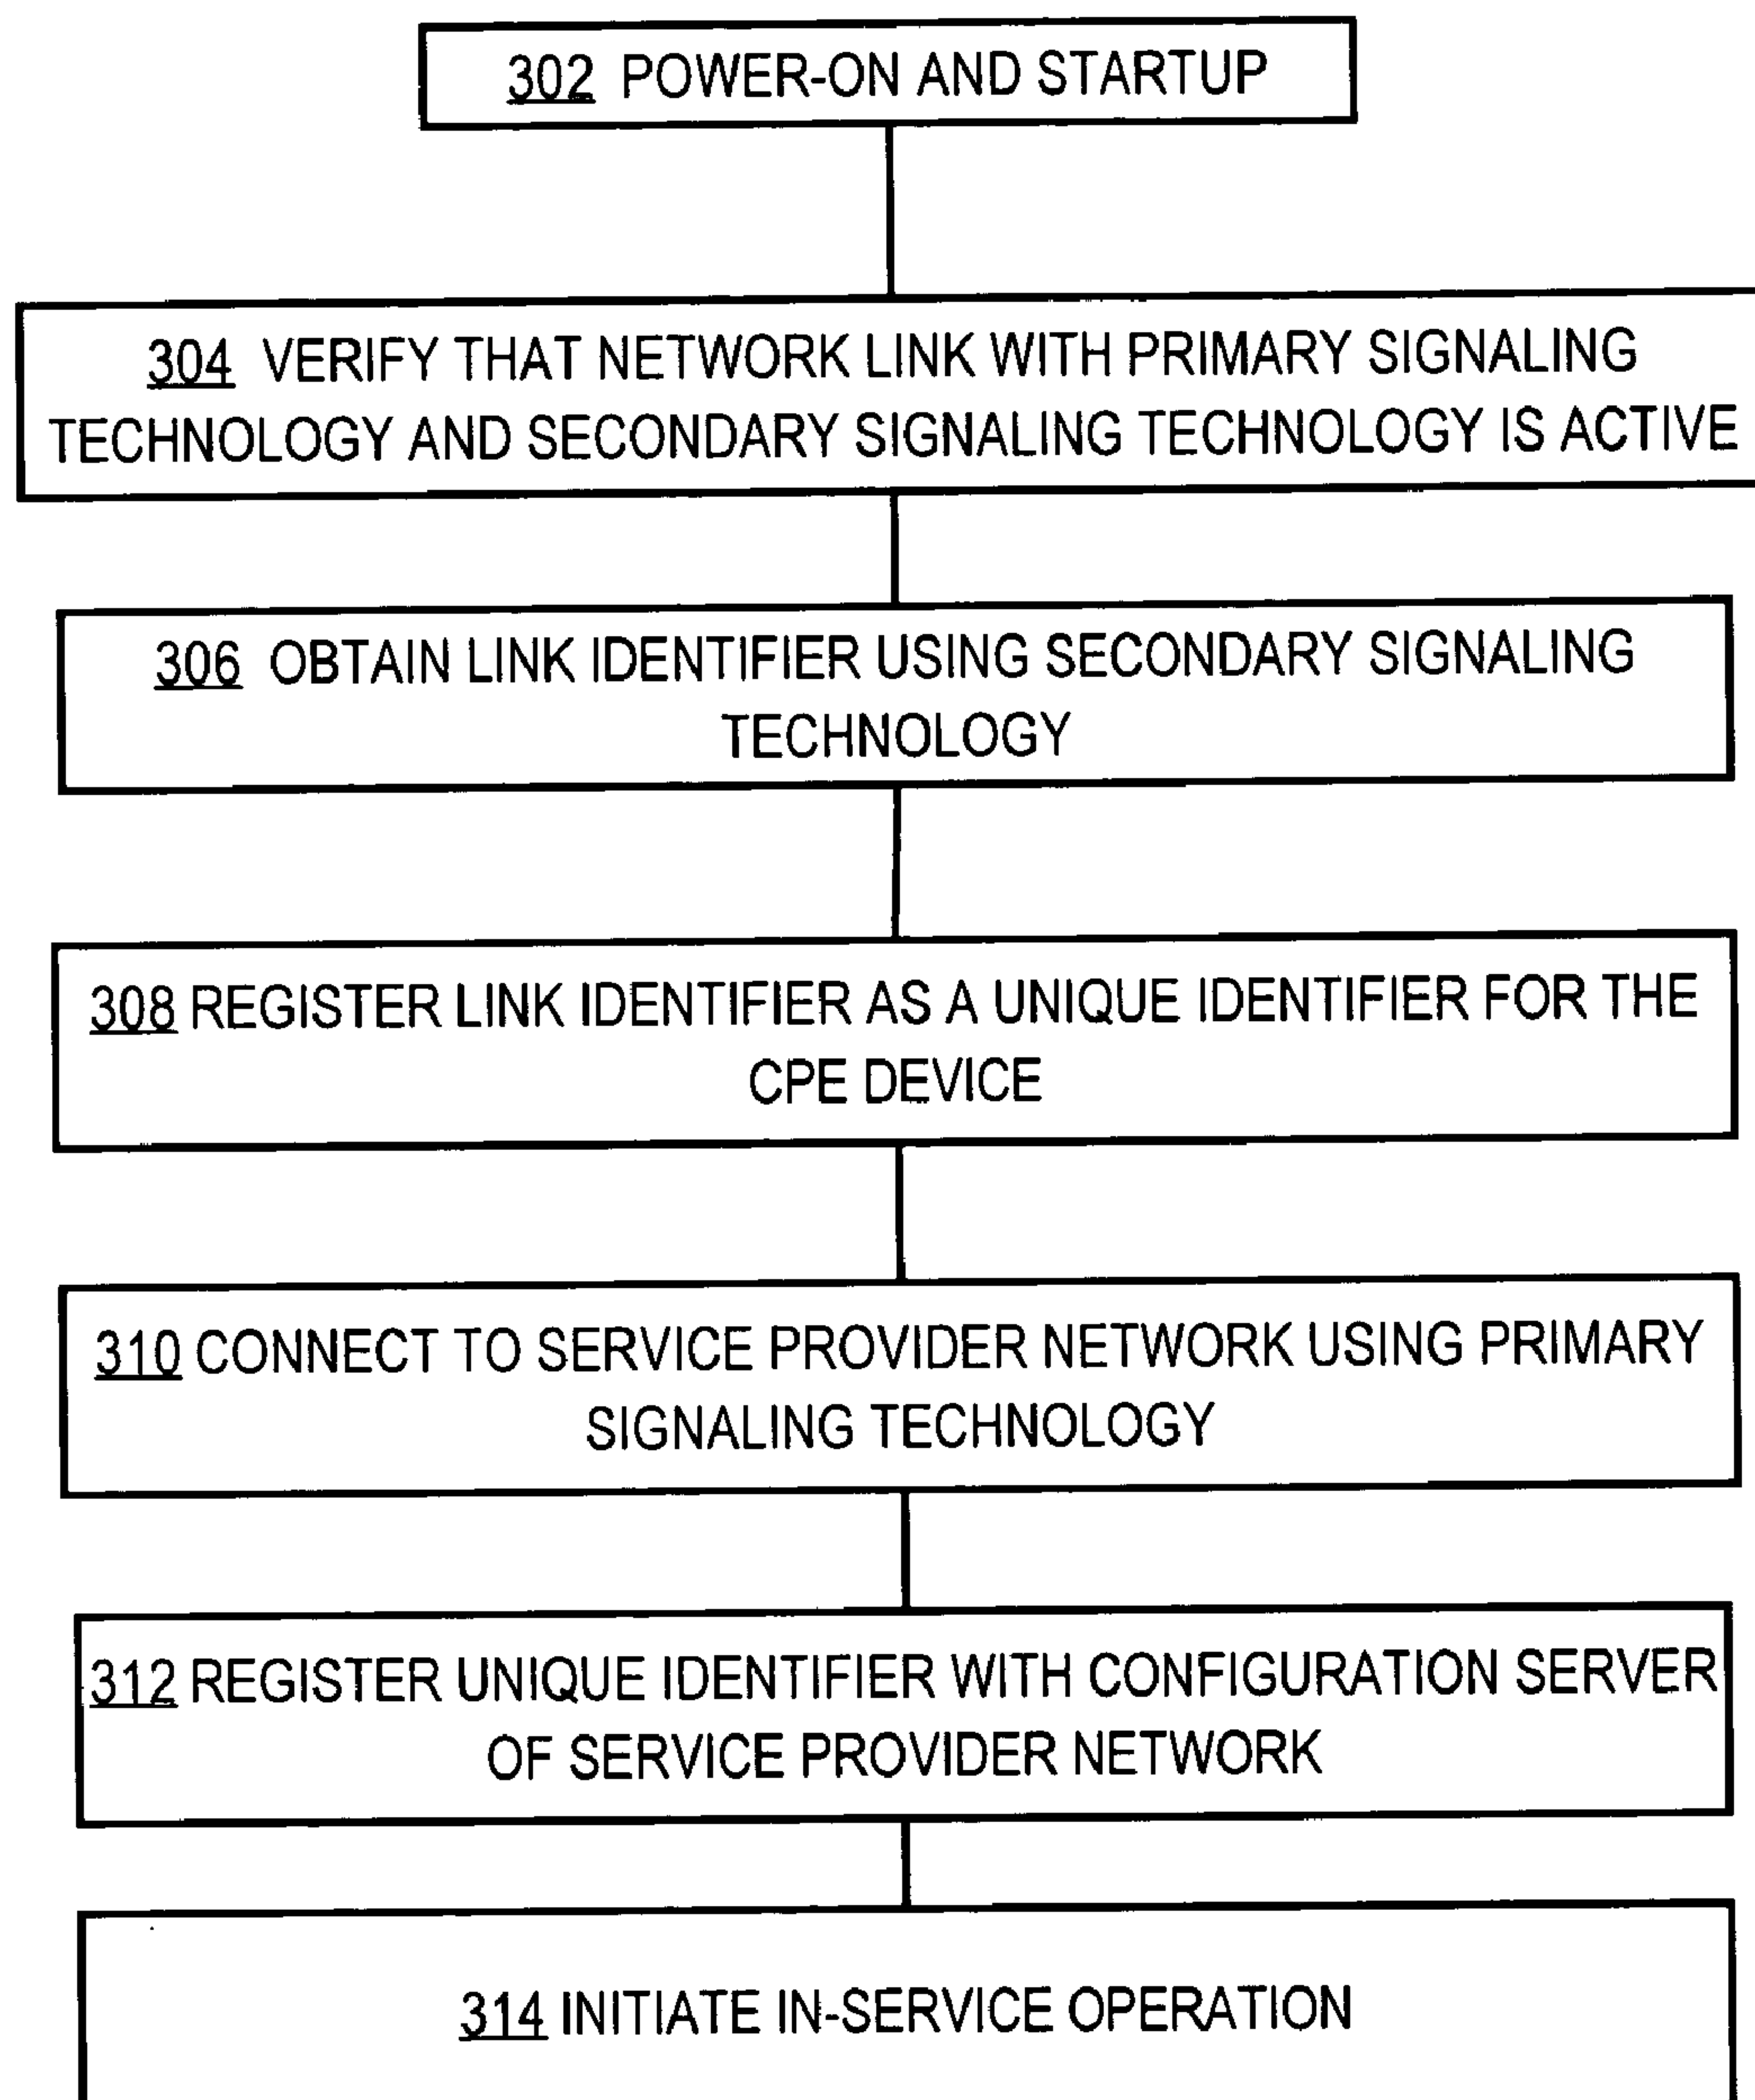 302 POWER-ON AND STARTUP
304 VERIFY THAT NETWORK LINK WITH PRIMARY SIGNALING
TECHNOLOGY AND SECONDARY SIGNALING TECHNOLOGY IS ACTIVE
306 OBTAIN LINK IDENTIFIER USING SECONDARY SIGNALING
TECHNOLOGY
308 REGISTER LINK IDENTIFIER AS A UNIQUE IDENTIFIER FOR THE
CPE DEVICE
310 CONNECT TO SERVICE PROVIDER NETWORK USING PRIMARY
SIGNALING TECHNOLOGY
312 REGISTER UNIQUE IDENTIFIER WITH CONFIGURATION SERVER
OF SERVICE PROVIDER NETWORK
314 INITIATE IN-SERVICE OPERATION